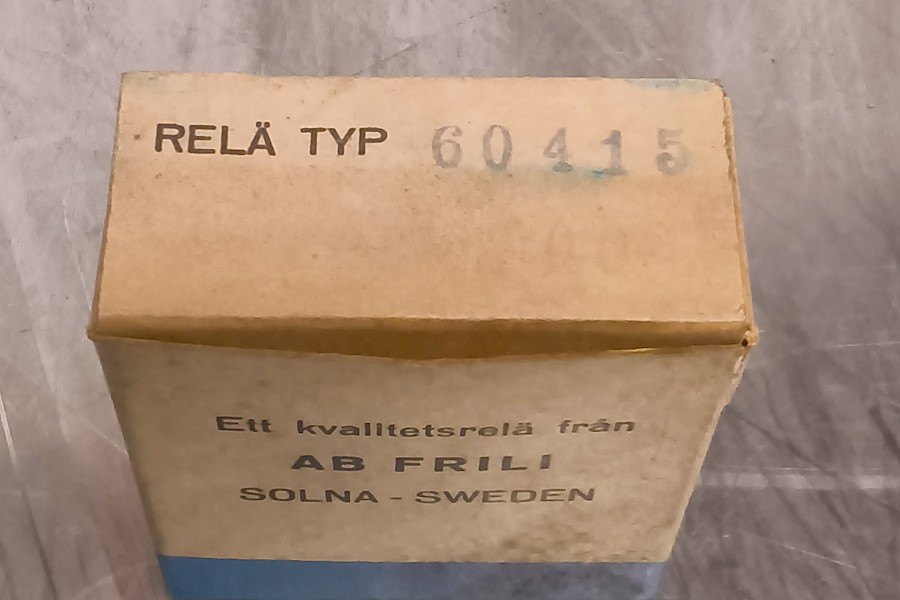 RELÄ TYP 60415
Ett kvalitetsrelä från
AB FRILI
SOLNA - SWEDEN